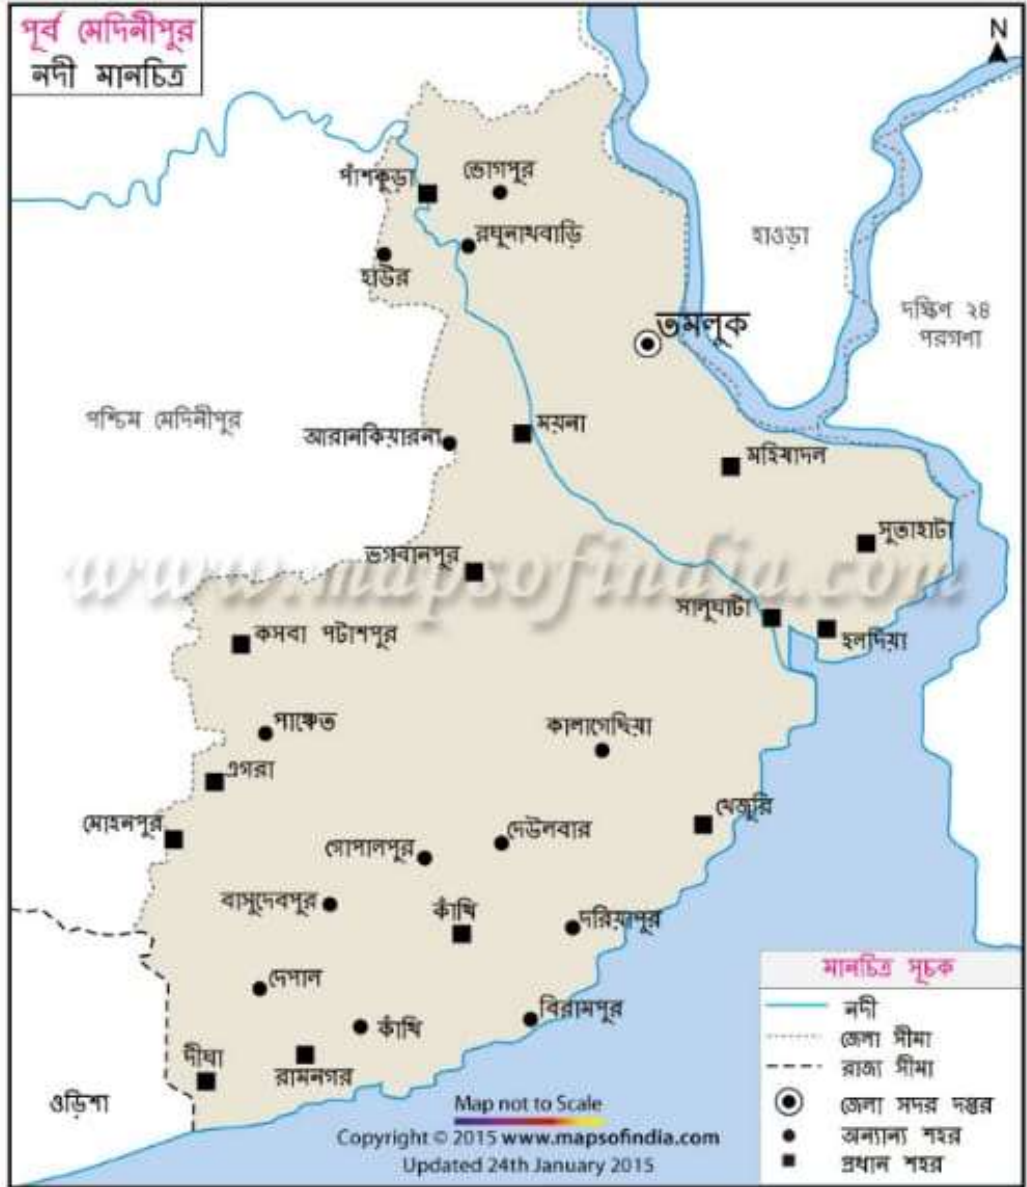 পূর্ব মেদিনীপুর
নদী মানচিত্র
N
পাঁশকুড়া
ভোগপুর
রঘুনাথবাড়ি
হাউর
হাওড়া
দক্ষিণ ২৪
পরগণা
তমলুক
পশ্চিম মেদিনীপুর
আরানকিয়ারনা
ময়না
মহিষাদল
সুতাহাটা
ভগবানপুর
www.mapsofindia.com
সালুঘাটা
হলদিয়া
কসবা পটাশপুর
পাঞ্চেত
কালাগেছিয়া
এগরা
খেজুরি
মোহনপুর
দেউলবার
গোপালপুর
বাসুদেবপুর
কাঁথি
দরিয়াপুর
দেপাল
বিরামপুর
কাঁথি
দীঘা
রামনগর
ওড়িশা
মানচিত্র সূচক
নদী
জেলা সীমা
রাজ্য সীমা
জেলা সদর দপ্তর
অন্যান্য শহর
প্রধান শহর
Map not to Scale
Copyright © 2015 www.mapsofindia.com
Updated 24th January 2015